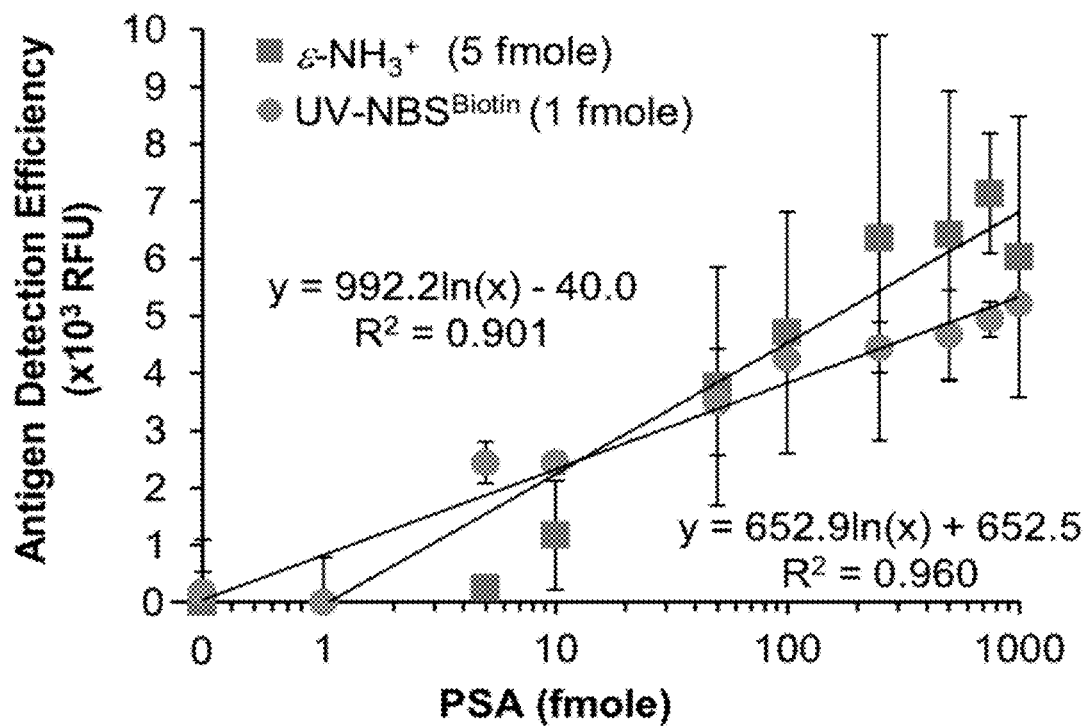 Antigen Detection Efficiency
(x10³ RFU)
10
9
8
7
6
5
4
3
2
1
0
ε-NH₃⁺ (5 fmole)
UV-NBSᴮⁱᵒᵗⁱⁿ (1 fmole)
y = 992.2ln(x) - 40.0
R² = 0.901
y = 652.9ln(x) + 652.5
R² = 0.960
0 1 10 100 1000
PSA (fmole)